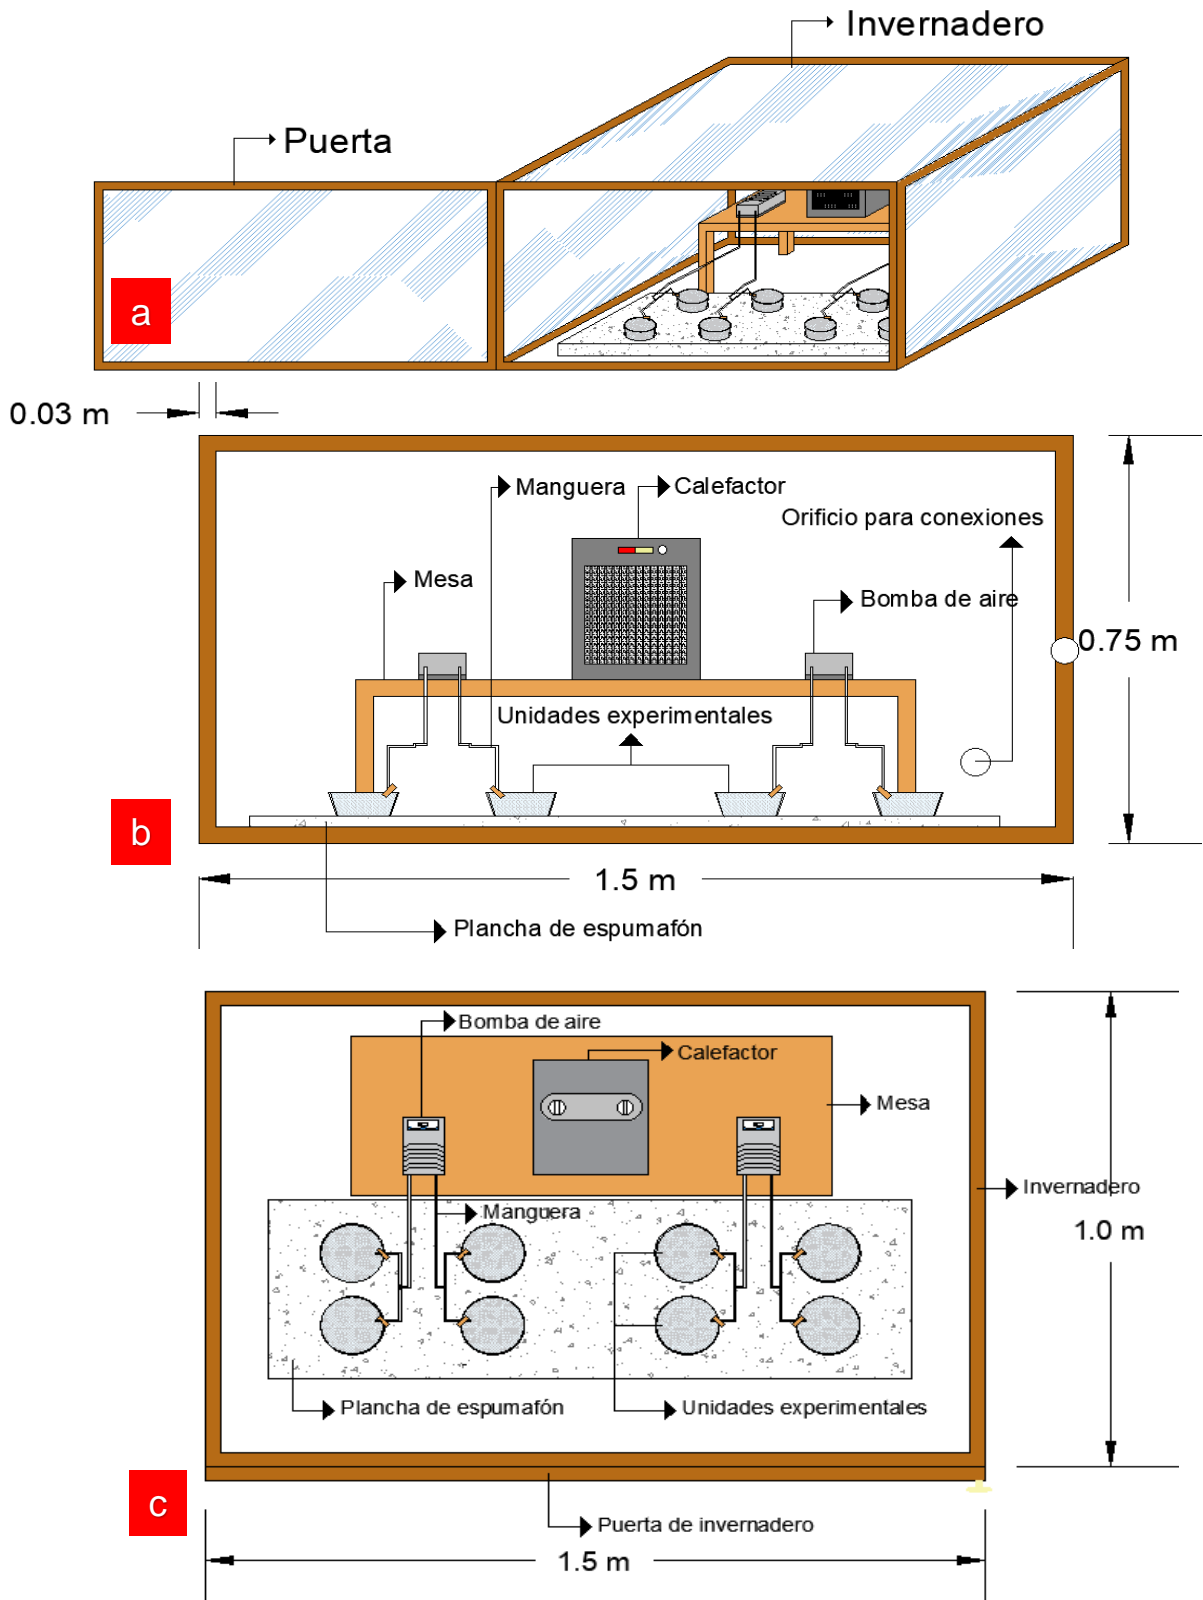 Invernadero
Puerta
a
0.03 m
Manguera
Calefactor
Orificio para conexiones
Mesa
Bomba de aire
0.75 m
Unidades experimentales
b
1.5 m
Plancha de espumafón
Bomba de aire
Calefactor
Mesa
Invernadero
Manguera
1.0 m
Plancha de espumafón
Unidades experimentales
c
Puerta de invernadero
1.5 m